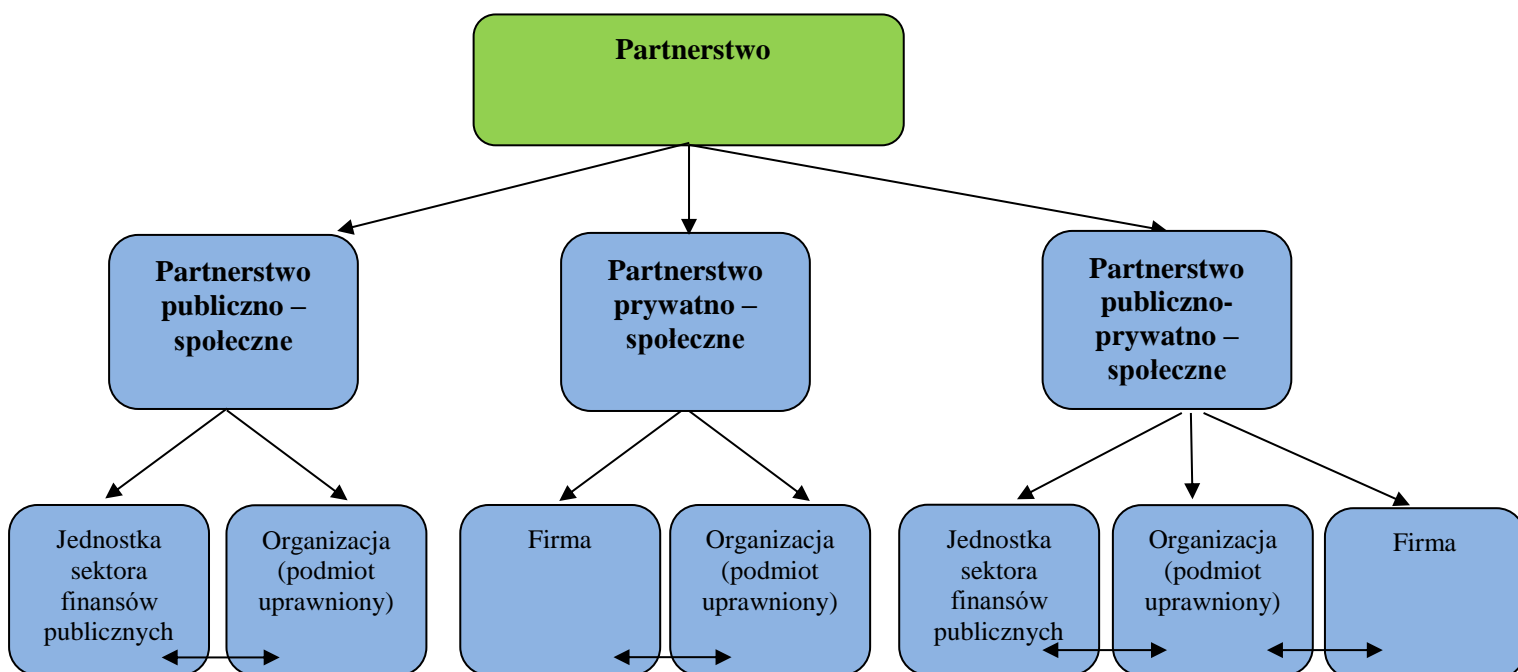 Partnerstwo
Partnerstwo
publiczno –
społeczne
Partnerstwo
prywatno –
społeczne
Partnerstwo
publiczno-
prywatno –
społeczne
Jednostka
sektora
finansów
publicznych
Organizacja
(podmiot
uprawniony)
Firma
Organizacja
(podmiot
uprawniony)
Jednostka
sektora
finansów
publicznych
Organizacja
(podmiot
uprawniony)
Firma